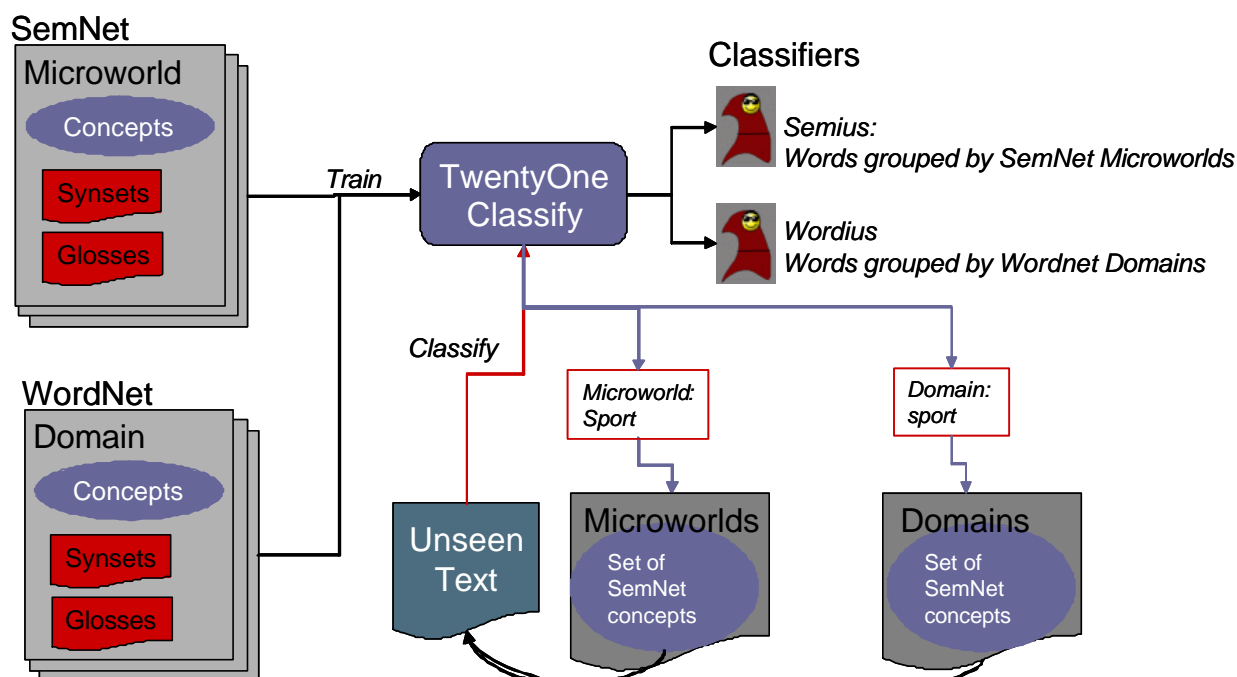 SemNet
Microworld
Concepts
Synsets
Glosses
WordNet
Domain
Concepts
Synsets
Glosses
Train
TwentyOne
Classify
Classifiers
Semius:
Words grouped by SemNet Microworlds
Wordius
Words grouped by Wordnet Domains
Classify
Microworld:
Sport
Domain:
sport
Unseen
Text
Microworlds
Set of
SemNet
concepts
Domains
Set of
SemNet
concepts